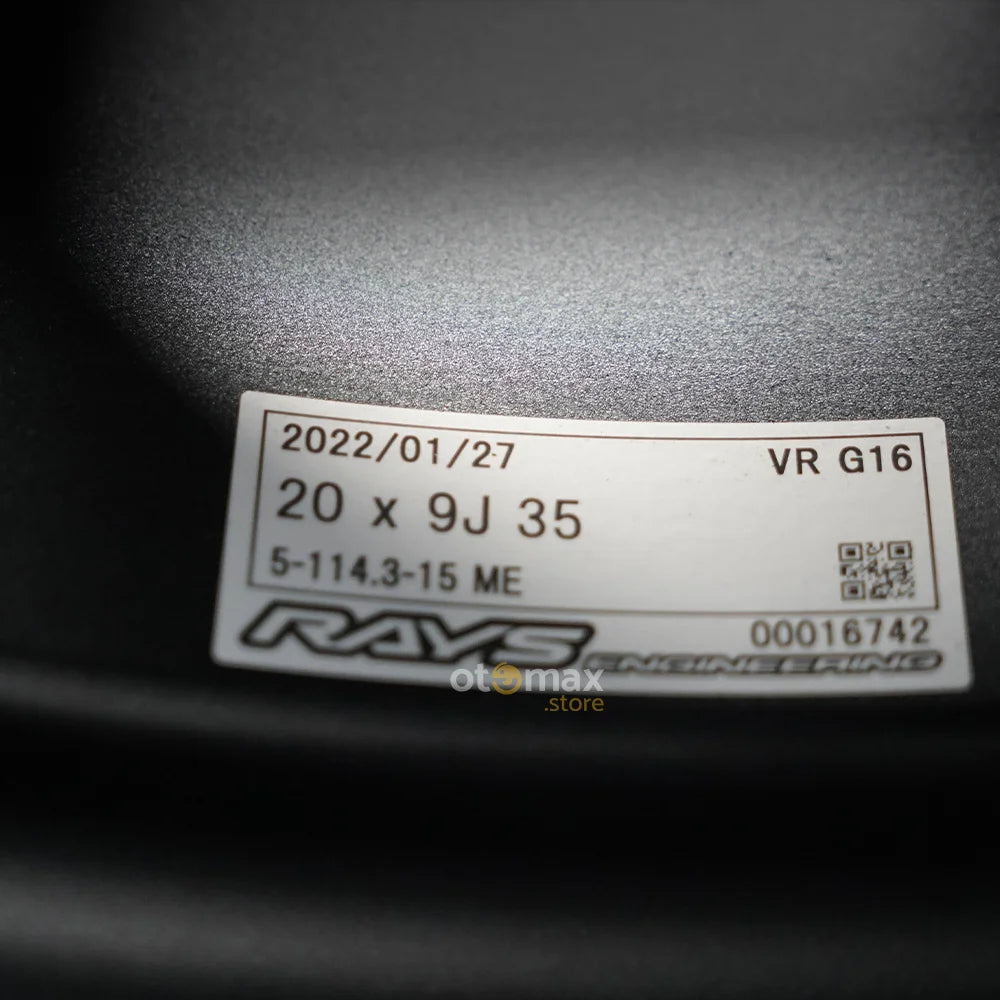 2022/01/27
VR G16
20 x 9J 35
5-114.3-15 ME
00016742
RAYS ENGINEERING
otomax
.store